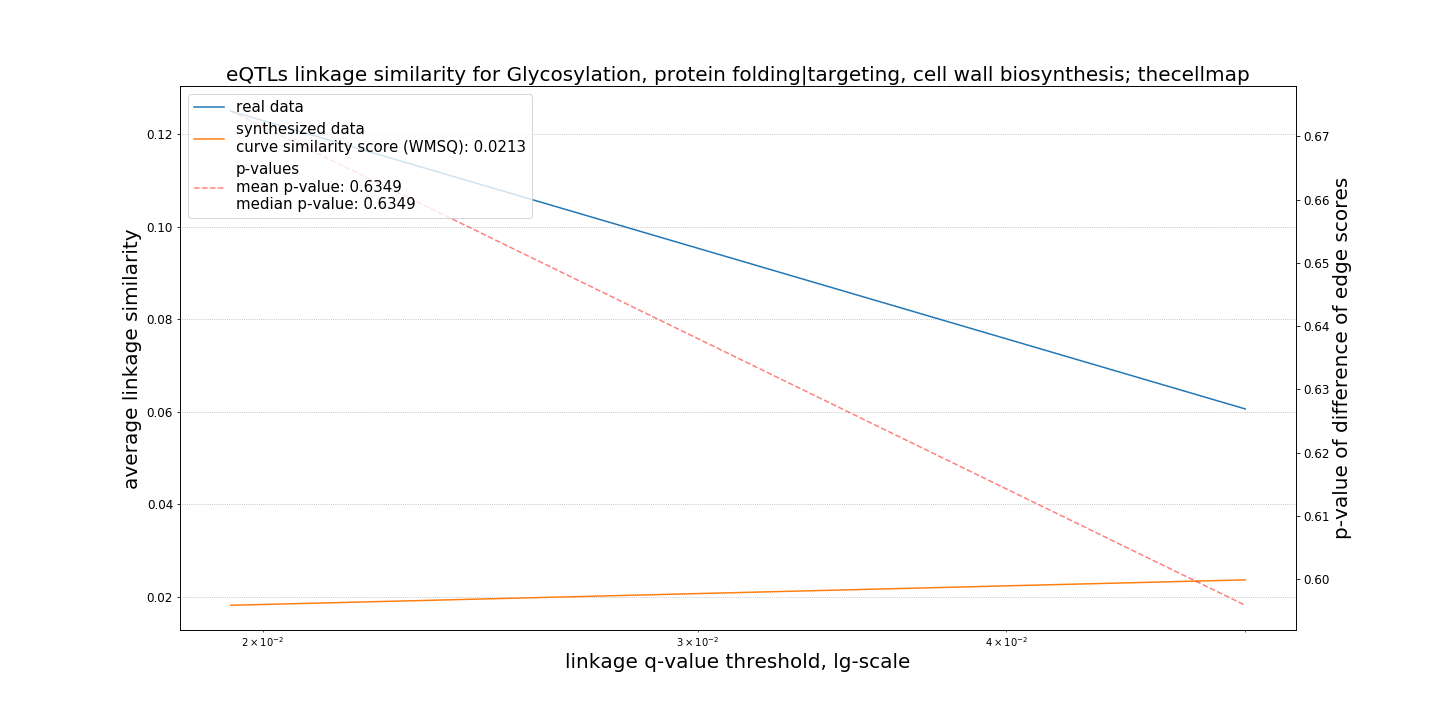 eQTLs linkage similarity for Glycosylation, protein folding|targeting, cell wall biosynthesis; thecellmap
real data
synthesized data
curve similarity score (WMSQ): 0.0213
p-values
mean p-value: 0.6349
median p-value: 0.6349
average linkage similarity
0.12
0.10
0.08
0.06
0.04
0.02
0.67
0.66
0.65
0.64
0.63
0.62
0.61
0.60
p-value of difference of edge scores
2 × 10⁻²
3 × 10⁻²
4 × 10⁻²
linkage q-value threshold, lg-scale